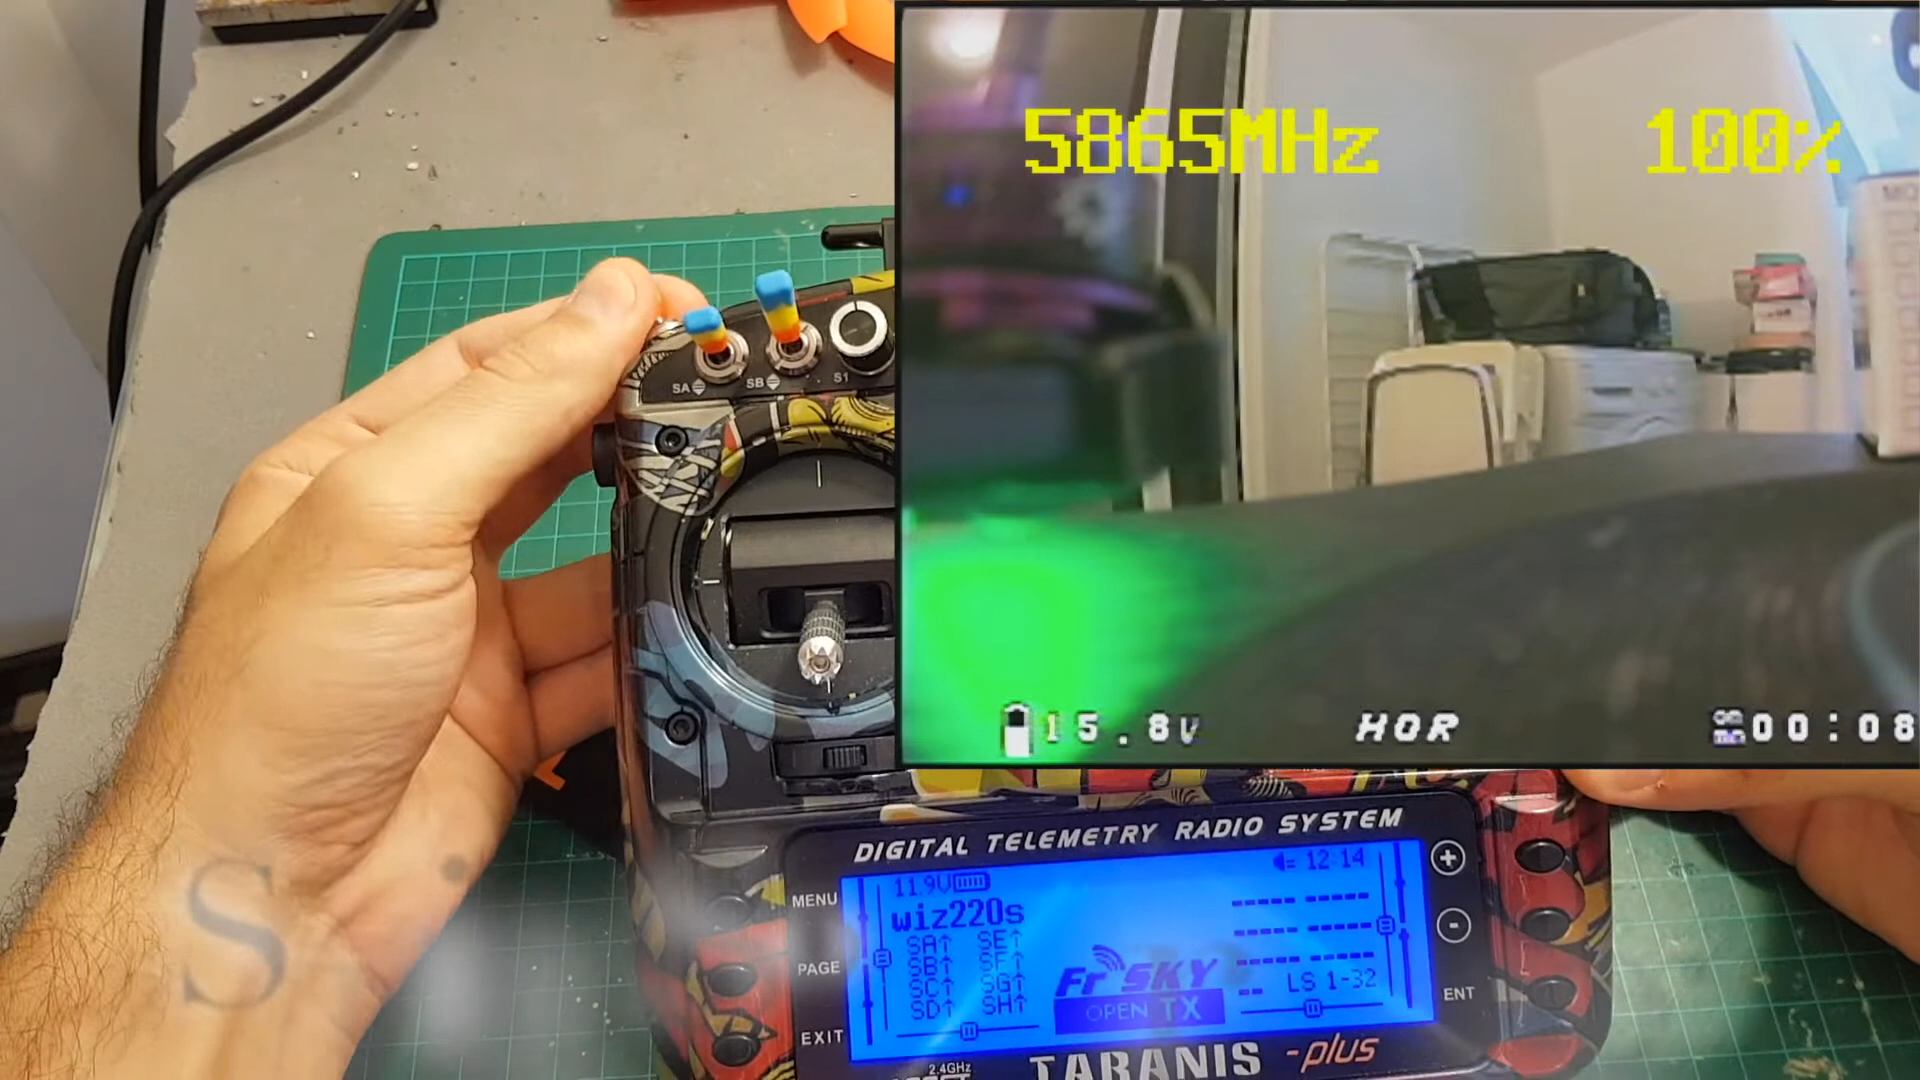 5865MHz 100%
SA SB S1
15.8V HOR 00:08
DIGITAL TELEMETRY RADIO SYSTEM
MENU
PAGE
EXIT
11.9V 12:14
wiz220s
SA↑ SE↑
SB↑ SF↑
SC↑ SG↑
SD↑ SH↑
FrSKY
OPEN TX
LS 1-32
+
-
ENT
2.4GHz
TARANIS -plus
S